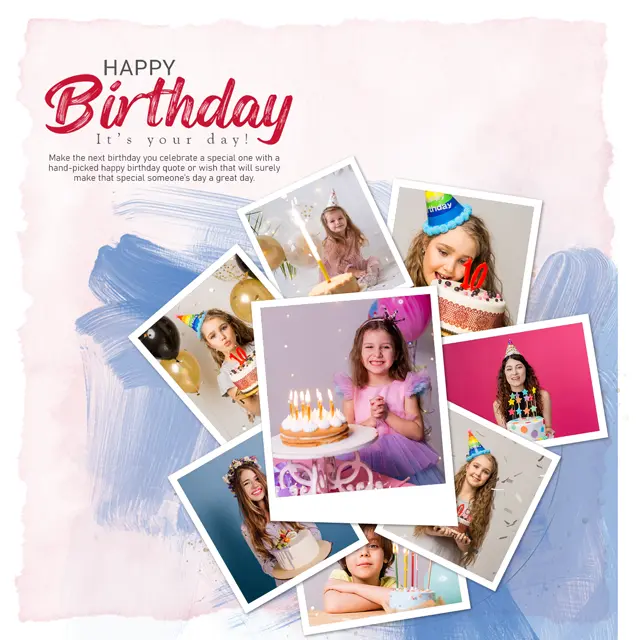 HAPPY
Birthday
It's your day!
Make the next birthday you celebrate a special one with a
hand-picked happy birthday quote or wish that will surely
make that special someone's day a great day.
10